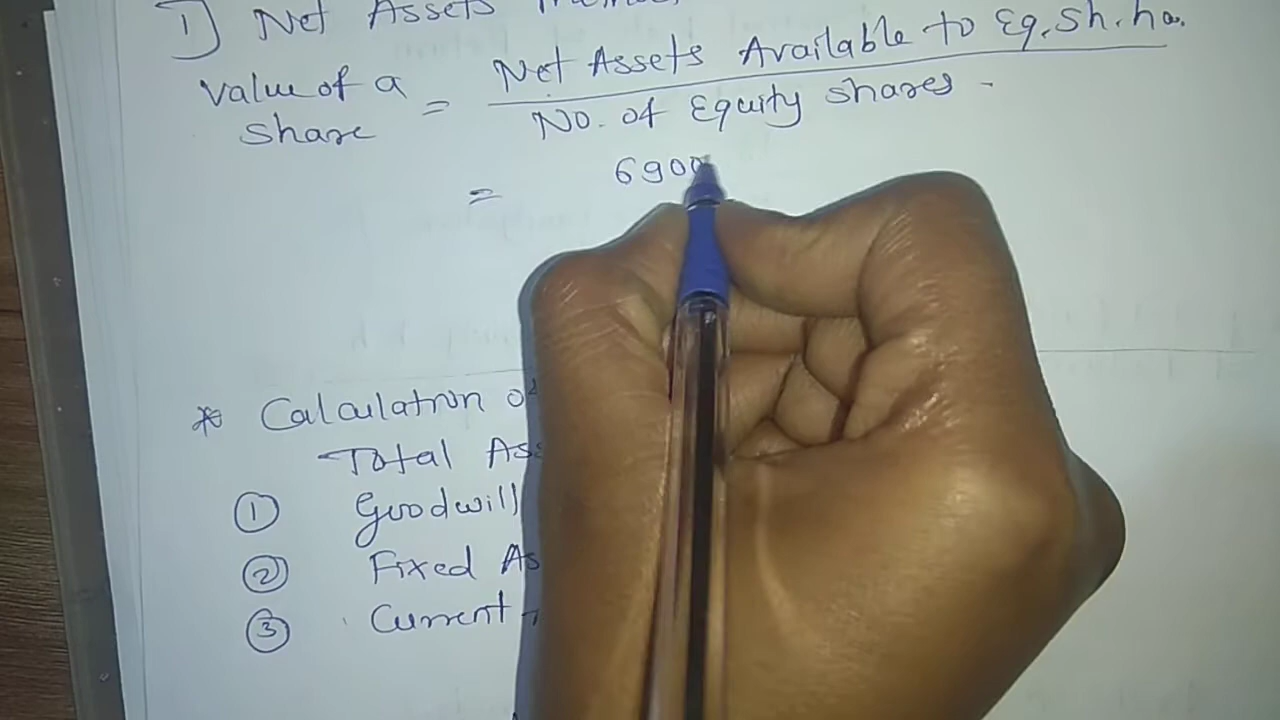 1) Net Assets
Value of a share = Net Assets Available to Eq. Sh. ho.
No. of Equity shares -
= 6900
* Calculation of
Total Ass
① Goodwill
② Fixed As
③ Current